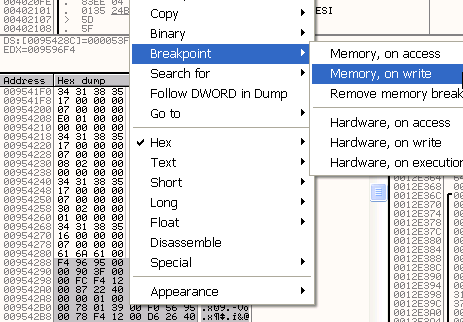 004020FE . 83EE 04
00402101 . 0135 24 ESI
00402107 > 5D
00402108 . 5F
DS:[0095428C]=000053F
EDX=009596F4
Copy
Binary
Breakpoint
Search for
Follow DWORD in Dump
Go to
Hex
Text
Short
Long
Float
Disassemble
Special
Appearance
Memory, on access
Memory, on write
Remove memory break
Hardware, on access
Hardware, on write
Hardware, on execution
Address Hex dump
009541F0 34 31 38 35
009541F8 17 00 00 00
00954200 07 00 00 00
00954208 E0 01 00 00
00954210 00 00 00 00
00954218 34 31 38 35
00954220 17 00 00 00
00954228 07 00 00 00
00954230 08 02 00 00
00954238 00 00 00 00
00954240 34 31 38 35
00954248 17 00 00 00
00954250 07 00 00 00
00954258 30 02 00 00
00954260 01 00 00 00
00954268 34 31 38 35
00954270 16 00 00 00
00954278 07 00 00 00
00954280 61 6A 61 00
00954288 F4 96 95 00
00954290 00 90 3F 00
00954298 00 FC F4 12
009542A0 00 87 22 40
009542A8 00 00 01 00
009542B0 00 78 01 39 00 F0 56 95
009542B8 00 78 F4 12 00 D6 26 40
0012E364
0012E368
0012E36C
0012E370
0012E374
0012E378
0012E37C
0012E380
0012E384
0012E388
0012E38C
0012E390
0012E394